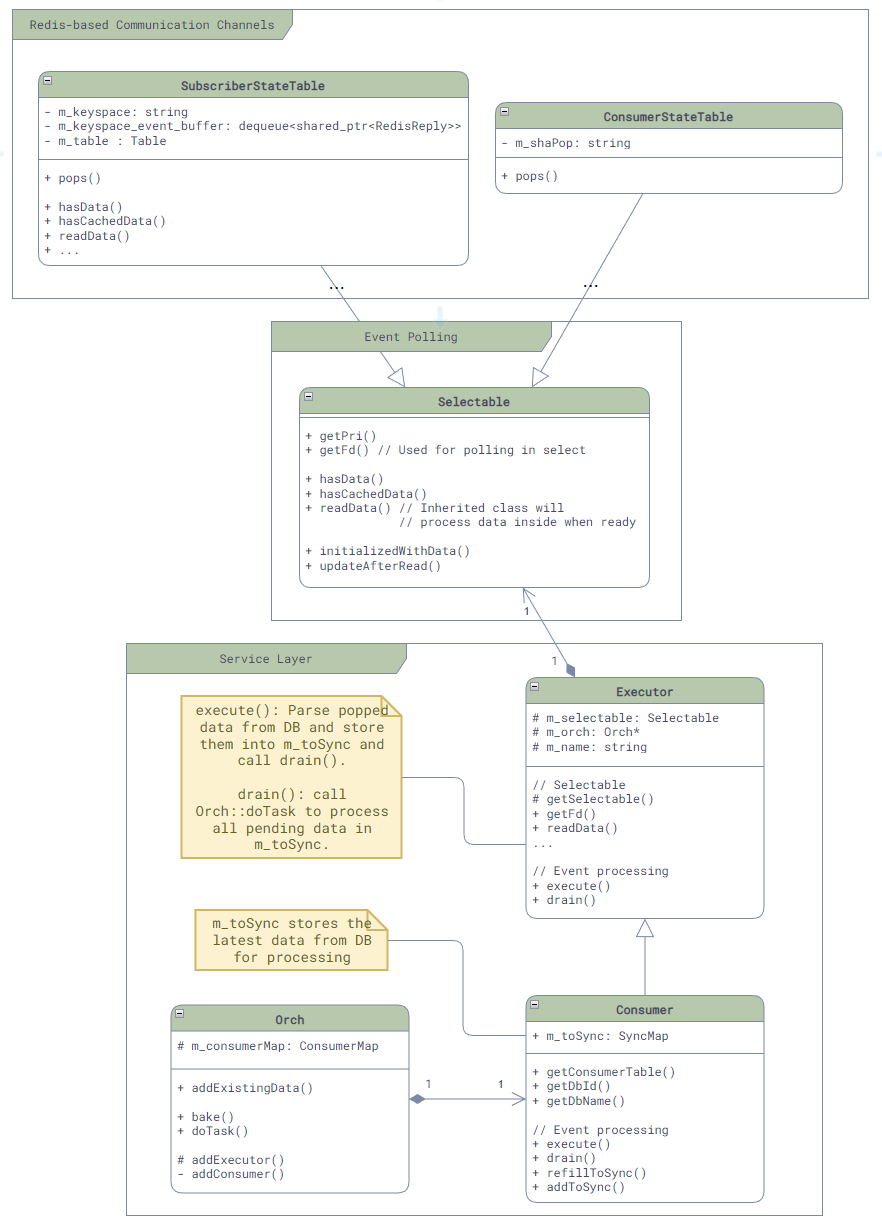 Redis-based Communication Channels
SubscriberStateTable
- m_keyspace: string
- m_keyspace_event_buffer: dequeue<shared_ptr<RedisReply>>
- m_table : Table
+ pops()
+ hasData()
+ hasCachedData()
+ readData()
+ ...
ConsumerStateTable
- m_shaPop: string
+ pops()
...
...
Event Polling
Selectable
+ getPri()
+ getFd() // Used for polling in select
+ hasData()
+ hasCachedData()
+ readData() // Inherited class will
// process data inside when ready
+ initializedWithData()
+ updateAfterRead()
1
1
Service Layer
execute(): Parse popped
data from DB and store
them into m_toSync and
call drain().
drain(): call
Orch::doTask to process
all pending data in
m_toSync.
Executor
# m_selectable: Selectable
# m_orch: Orch*
# m_name: string
// Selectable
# getSelectable()
+ getFd()
+ readData()
...
// Event processing
+ execute()
+ drain()
m_toSync stores the
latest data from DB
for processing
Orch
# m_consumerMap: ConsumerMap
+ addExistingData()
+ bake()
+ doTask()
# addExecutor()
- addConsumer()
1
1
Consumer
+ m_toSync: SyncMap
+ getConsumerTable()
+ getDbId()
+ getDbName()
// Event processing
+ execute()
+ drain()
+ refillToSync()
+ addToSync()